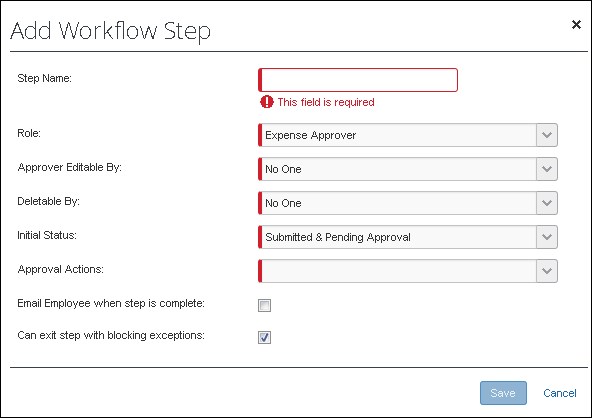 Add Workflow Step
Step Name:
This field is required
Role:
Expense Approver
Approver Editable By:
No One
Deletable By:
No One
Initial Status:
Submitted & Pending Approval
Approval Actions:
Email Employee when step is complete:
Can exit step with blocking exceptions:
Save
Cancel